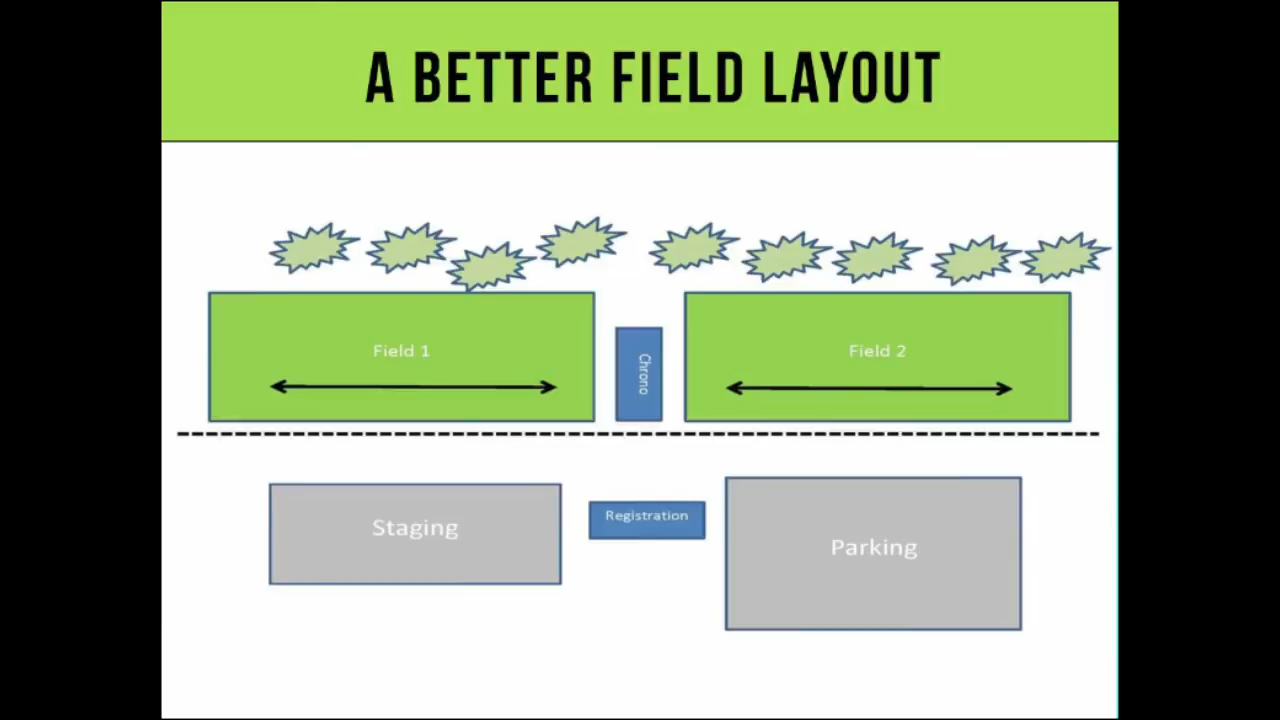 A BETTER FIELD LAYOUT
Field 1
Chrono
Field 2
Staging
Registration
Parking